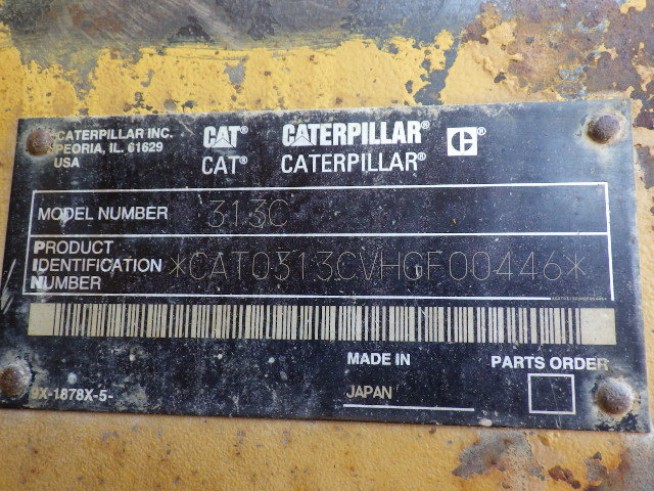 CATERPILLAR INC.
PEORIA, IL. 61629
USA
CAT® CATERPILLAR® ®
CAT® CATERPILLAR®
MODEL NUMBER 313C
PRODUCT
IDENTIFICATION *CAT0313CVHGF00446*
NUMBER
MADE IN PARTS ORDER
JAPAN
9X-1878X-5-